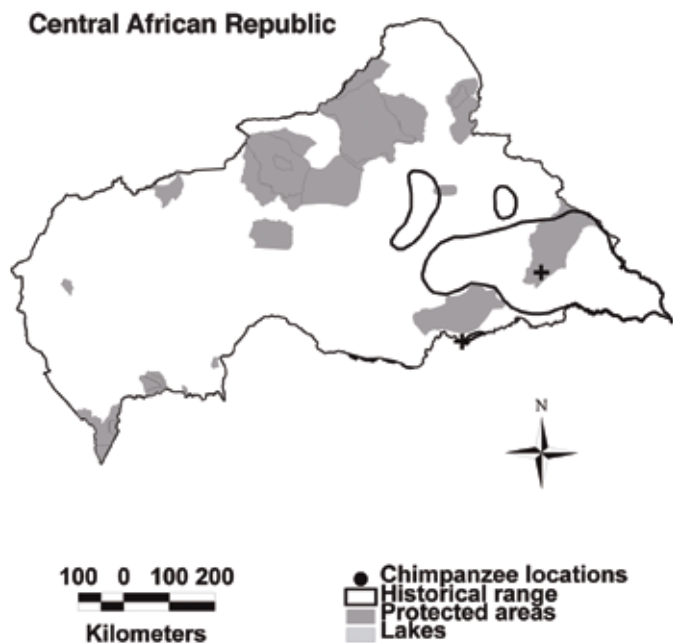 Central African Republic
N
100 0 100 200
Kilometers
Chimpanzee locations
Historical range
Protected areas
Lakes